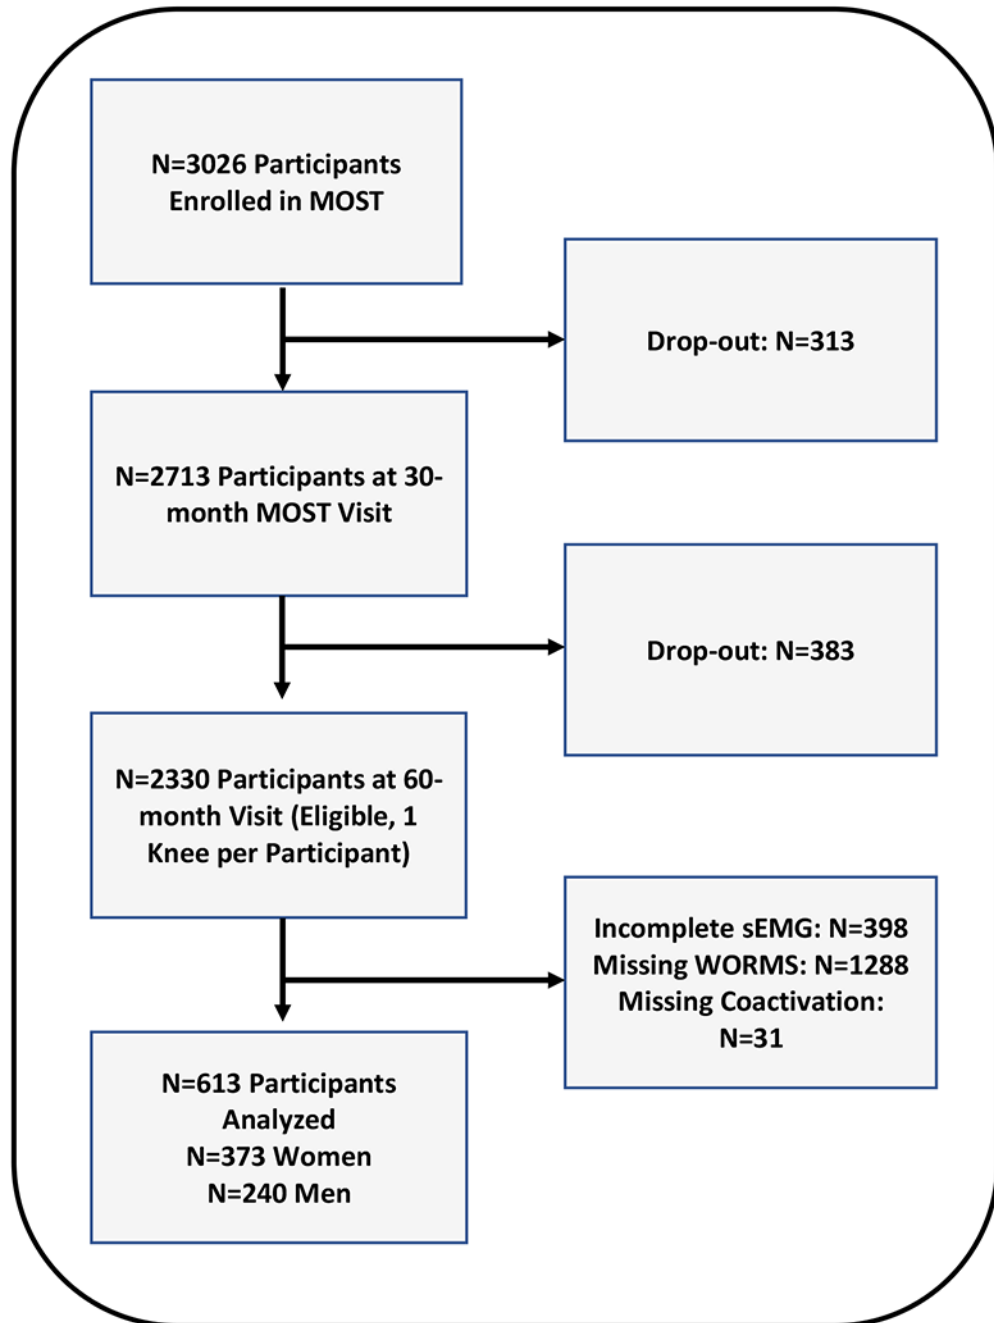 N=3026 Participants
Enrolled in MOST
Drop-out: N=313
N=2713 Participants at 30-
month MOST Visit
Drop-out: N=383
N=2330 Participants at 60-
month Visit (Eligible, 1
Knee per Participant)
Incomplete sEMG: N=398
Missing WORMS: N=1288
Missing Coactivation:
N=31
N=613 Participants
Analyzed
N=373 Women
N=240 Men